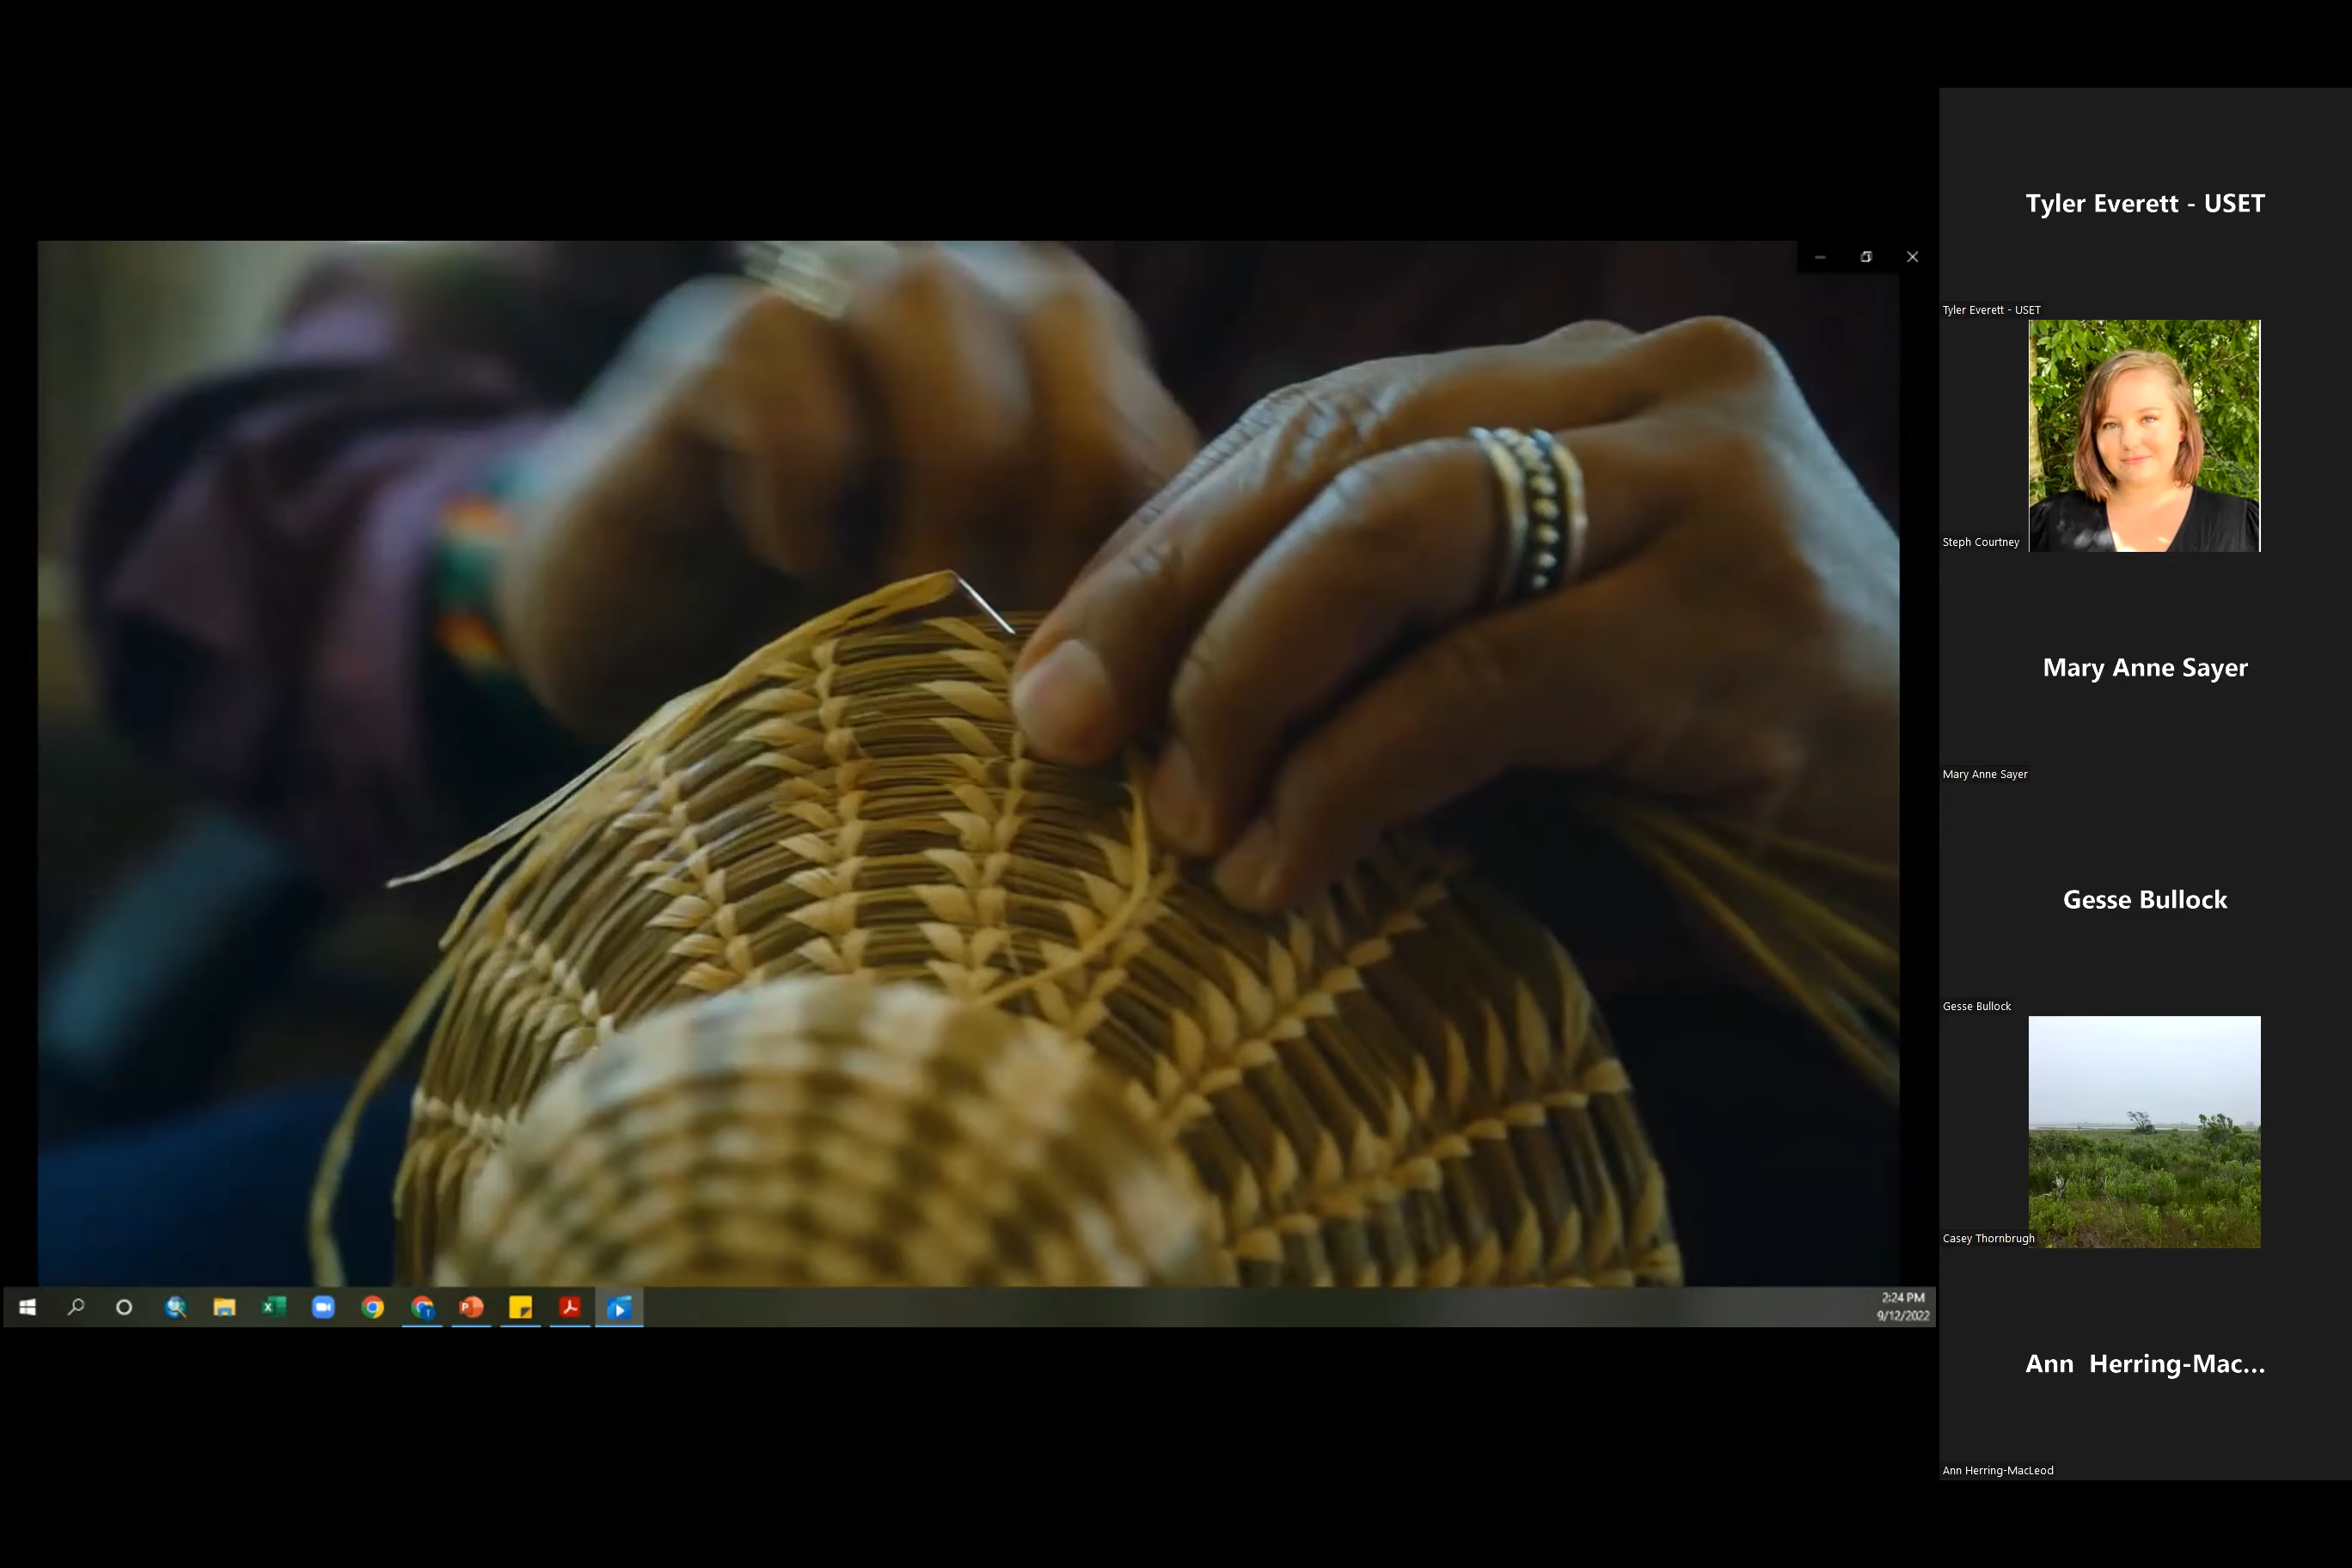 Tyler Everett - USET
Tyler Everett - USET
Steph Courtney
Mary Anne Sayer
Mary Anne Sayer
Gesse Bullock
Gesse Bullock
Casey Thornbrugh
Ann Herring-Mac...
Ann Herring-MacLeod
2:24 PM
9/12/2022